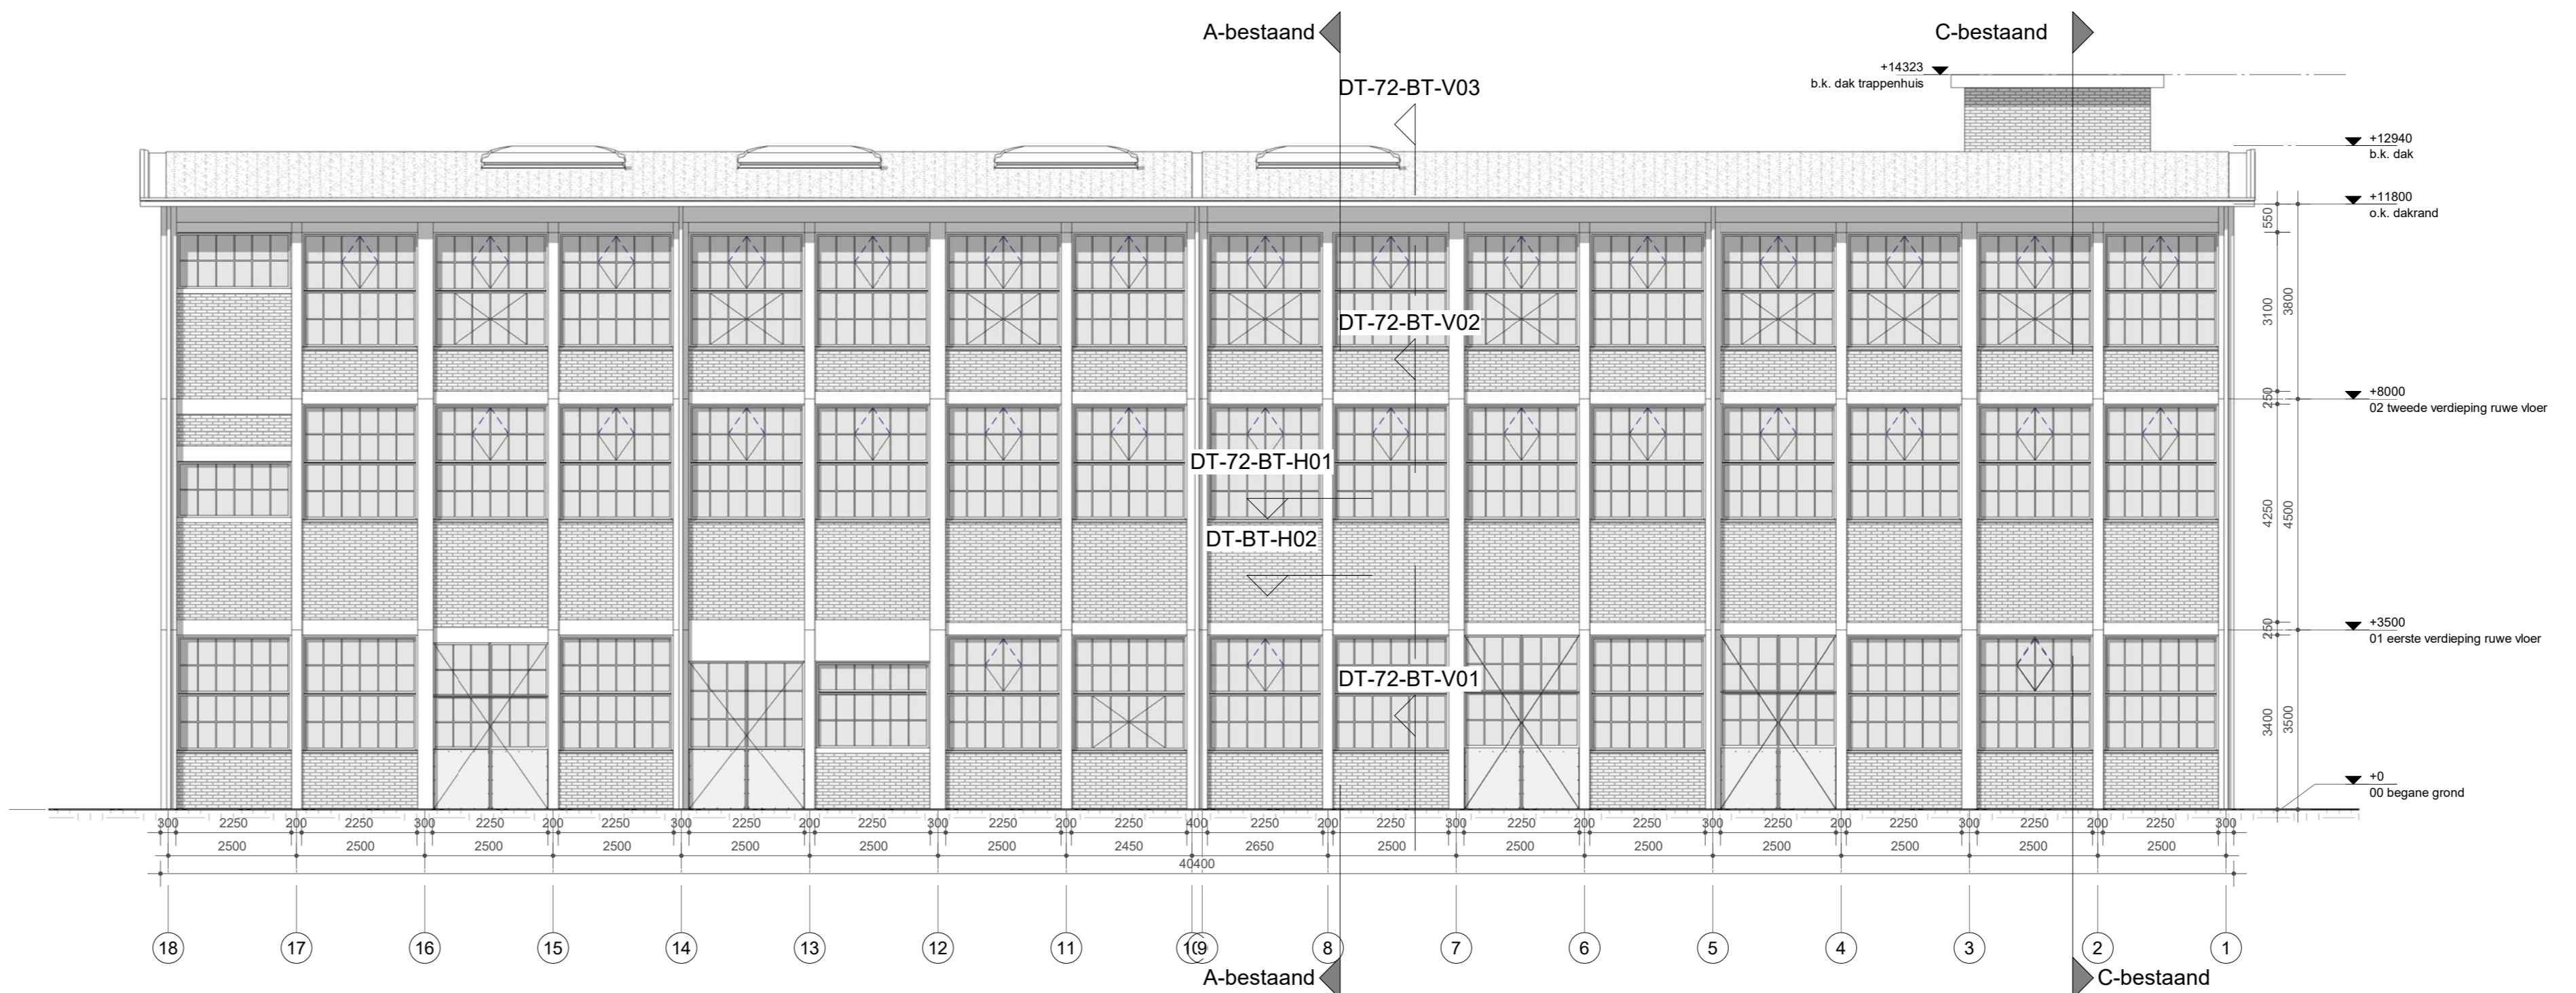 A-bestaand
C-bestaand
+14323
b.k. dak trappenhuis
DT-72-BT-V03
+12940
b.k. dak
+11800
o.k. dakrand
550
3100
3800
DT-72-BT-V02
+8000
02 tweede verdieping ruwe vloer
250
DT-72-BT-H01
4250
4500
DT-BT-H02
+3500
01 eerste verdieping ruwe vloer
250
DT-72-BT-V01
3400
3500
+0
00 begane grond
300 2250 200 2250 300 2250 200 2250 300 2250 200 2250 300 2250 200 2250 400 2250 200 2250 300 2250 200 2250 300 2250 200 2250 300 2250 200 2250 300
2500 2500 2500 2500 2500 2500 2500 2450 2650 2500 2500 2500 2500 2500 2500 2500
40400
18 17 16 15 14 13 12 11 10 9 8 7 6 5 4 3 2 1
A-bestaand
C-bestaand